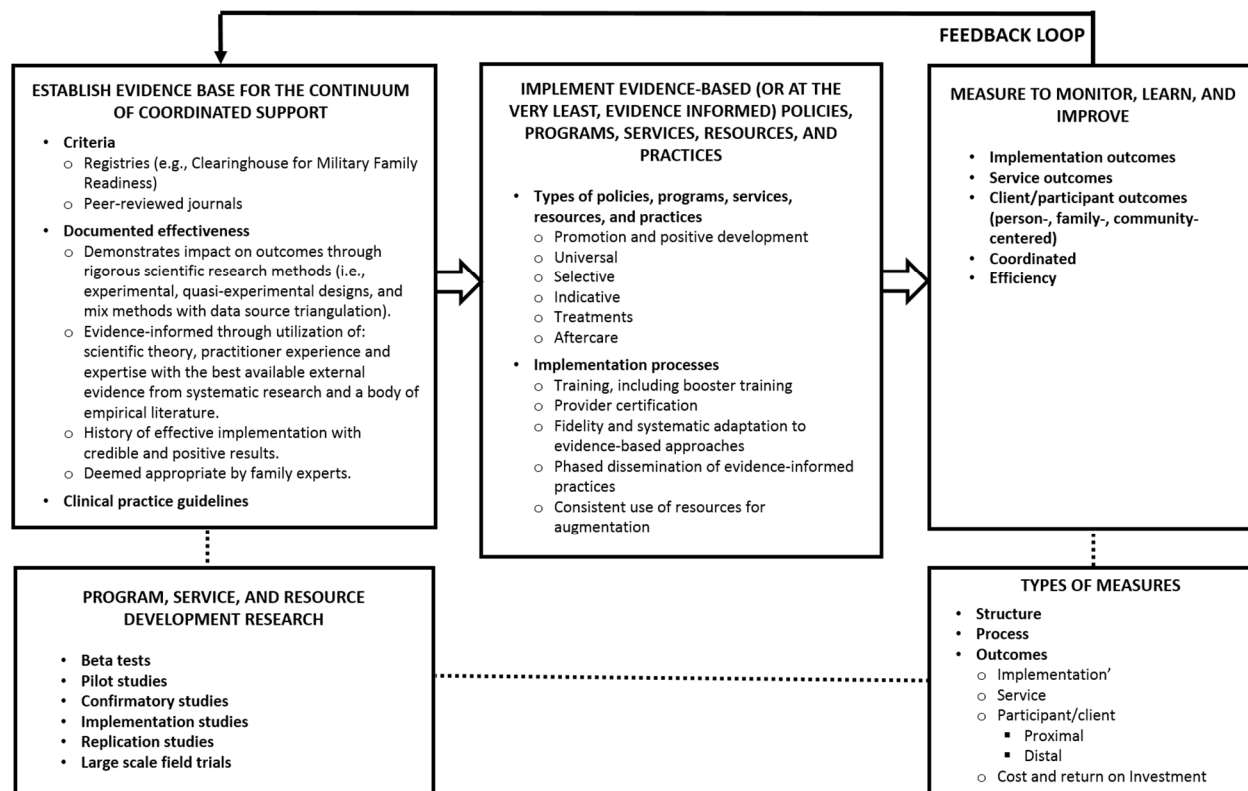 FEEDBACK LOOP
ESTABLISH EVIDENCE BASE FOR THE CONTINUUM
OF COORDINATED SUPPORT
• Criteria
o Registries (e.g., Clearinghouse for Military Family
Readiness)
o Peer-reviewed journals
• Documented effectiveness
o Demonstrates impact on outcomes through
rigorous scientific research methods (i.e.,
experimental, quasi-experimental designs, and
mix methods with data source triangulation).
o Evidence-informed through utilization of:
scientific theory, practitioner experience and
expertise with the best available external
evidence from systematic research and a body of
empirical literature.
o History of effective implementation with
credible and positive results.
o Deemed appropriate by family experts.
• Clinical practice guidelines
IMPLEMENT EVIDENCE-BASED (OR AT THE
VERY LEAST, EVIDENCE INFORMED) POLICIES,
PROGRAMS, SERVICES, RESOURCES, AND
PRACTICES
• Types of policies, programs, services,
resources, and practices
o Promotion and positive development
o Universal
o Selective
o Indicative
o Treatments
o Aftercare
• Implementation processes
o Training, including booster training
o Provider certification
o Fidelity and systematic adaptation to
evidence-based approaches
o Phased dissemination of evidence-informed
practices
o Consistent use of resources for
augmentation
MEASURE TO MONITOR, LEARN, AND
IMPROVE
• Implementation outcomes
• Service outcomes
• Client/participant outcomes
(person-, family-, community-
centered)
• Coordinated
• Efficiency
PROGRAM, SERVICE, AND RESOURCE
DEVELOPMENT RESEARCH
• Beta tests
• Pilot studies
• Confirmatory studies
• Implementation studies
• Replication studies
• Large scale field trials
TYPES OF MEASURES
• Structure
• Process
• Outcomes
o Implementation’
o Service
o Participant/client
▪ Proximal
▪ Distal
o Cost and return on Investment